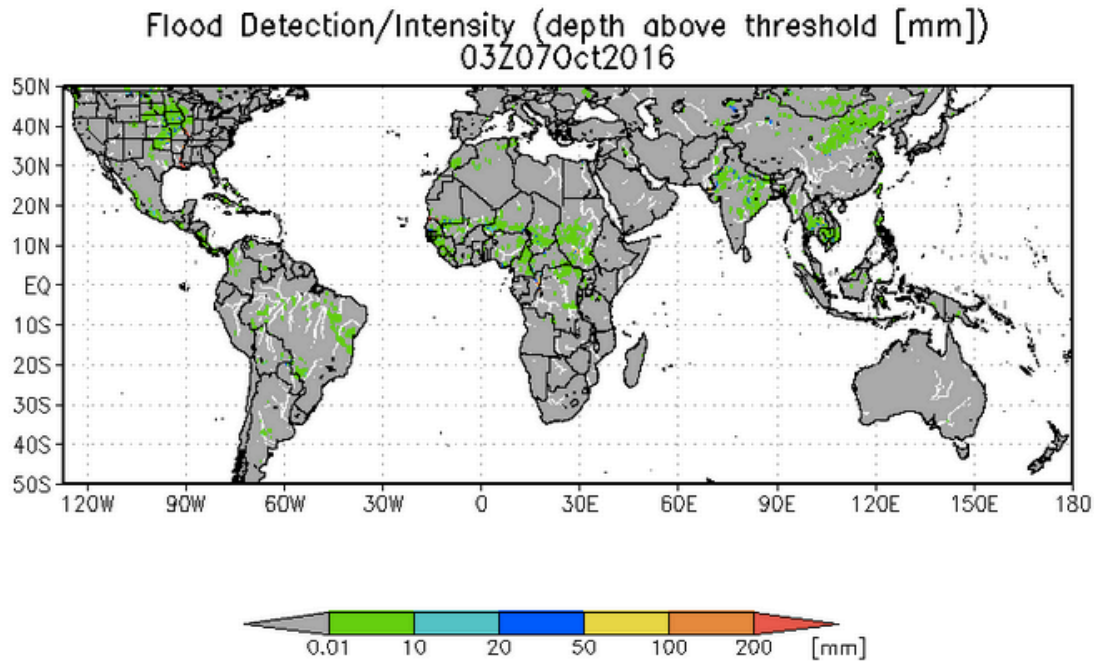 Flood Detection/Intensity (depth above threshold [mm])
03Z07Oct2016
50N
40N
30N
20N
10N
EQ
10S
20S
30S
40S
50S
120W 90W 60W 30W 0 30E 60E 90E 120E 150E 180
0.01 10 20 50 100 200 [mm]